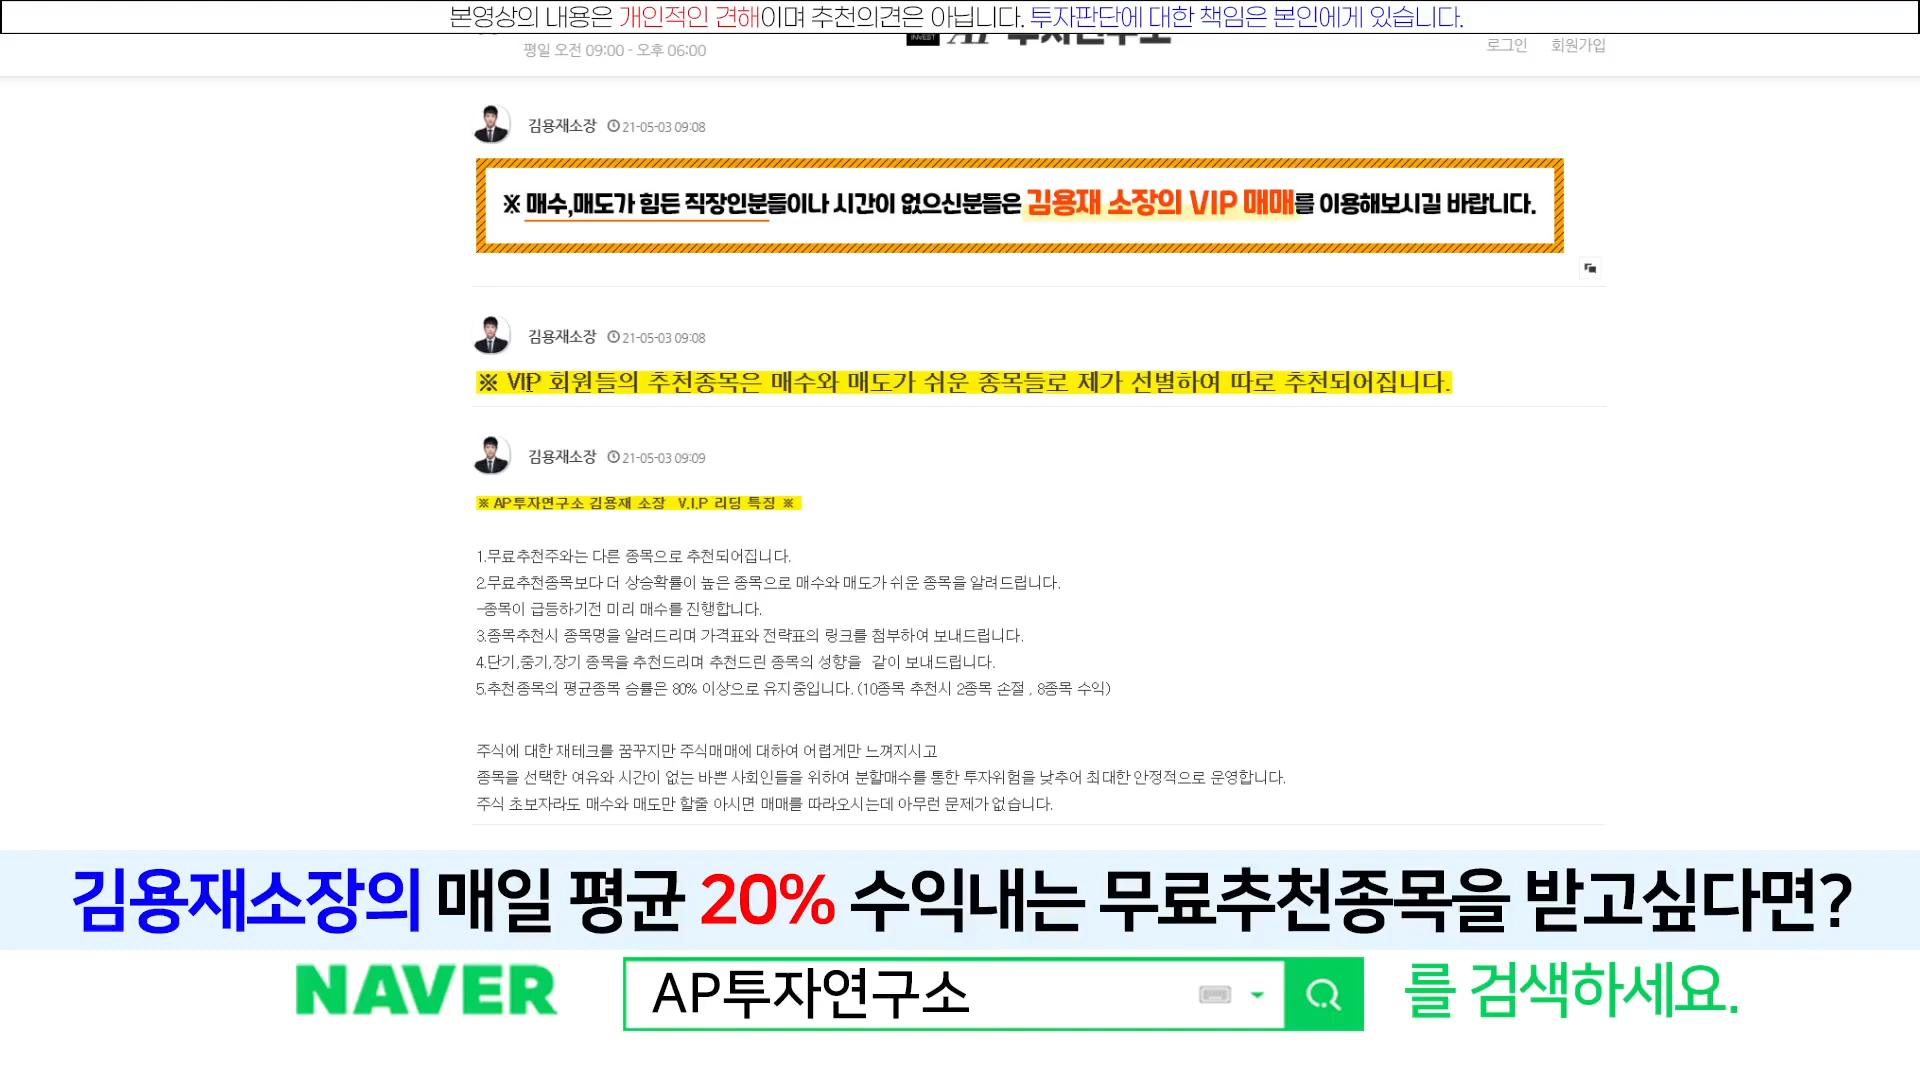 본영상의 내용은 개인적인 견해이며 추천의견은 아닙니다. 투자판단에 대한 책임은 본인에게 있습니다.
평일 오전 09:00 - 오후 06:00
INVEST AP 투자연구소
로그인 회원가입
김용재소장 21-05-03 09:08
※ 매수,매도가 힘든 직장인분들이나 시간이 없으신분들은 김용재 소장의 VIP 매매를 이용해보시길 바랍니다.
김용재소장 21-05-03 09:08
※ VIP 회원들의 추천종목은 매수와 매도가 쉬운 종목들로 제가 선별하여 따로 추천되어집니다.
김용재소장 21-05-03 09:09
※ AP투자연구소 김용재 소장 V.I.P 리딩 특징 ※
1.무료추천주와는 다른 종목으로 추천되어집니다.
2.무료추천종목보다 더 상승확률이 높은 종목으로 매수와 매도가 쉬운 종목을 알려드립니다.
-종목이 급등하기전 미리 매수를 진행합니다.
3.종목추천시 종목명을 알려드리며 가격표와 전략표의 링크를 첨부하여 보내드립니다.
4.단기,중기,장기 종목을 추천드리며 추천드린 종목의 성향을 같이 보내드립니다.
5.추천종목의 평균종목 승률은 80% 이상으로 유지중입니다. (10종목 추천시 2종목 손절 , 8종목 수익)
주식에 대한 재테크를 꿈꾸지만 주식매매에 대하여 어렵게만 느껴지시고
종목을 선택한 여유와 시간이 없는 바쁜 사회인들을 위하여 분할매수를 통한 투자위험을 낮추어 최대한 안정적으로 운영합니다.
주식 초보자라도 매수와 매도만 할줄 아시면 매매를 따라오시는데 아무런 문제가 없습니다.
김용재소장의 매일 평균 20% 수익내는 무료추천종목을 받고싶다면?
NAVER AP투자연구소 를 검색하세요.